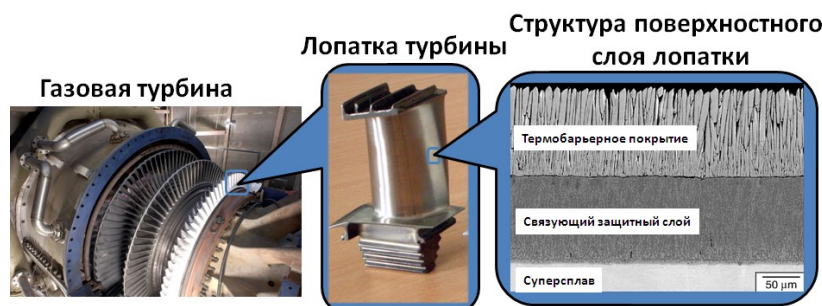 Газовая турбина
Лопатка турбины
Структура поверхностного
слоя лопатки
Термобарьерное покрытие
Связующий защитный слой
Суперсплав
50 µm